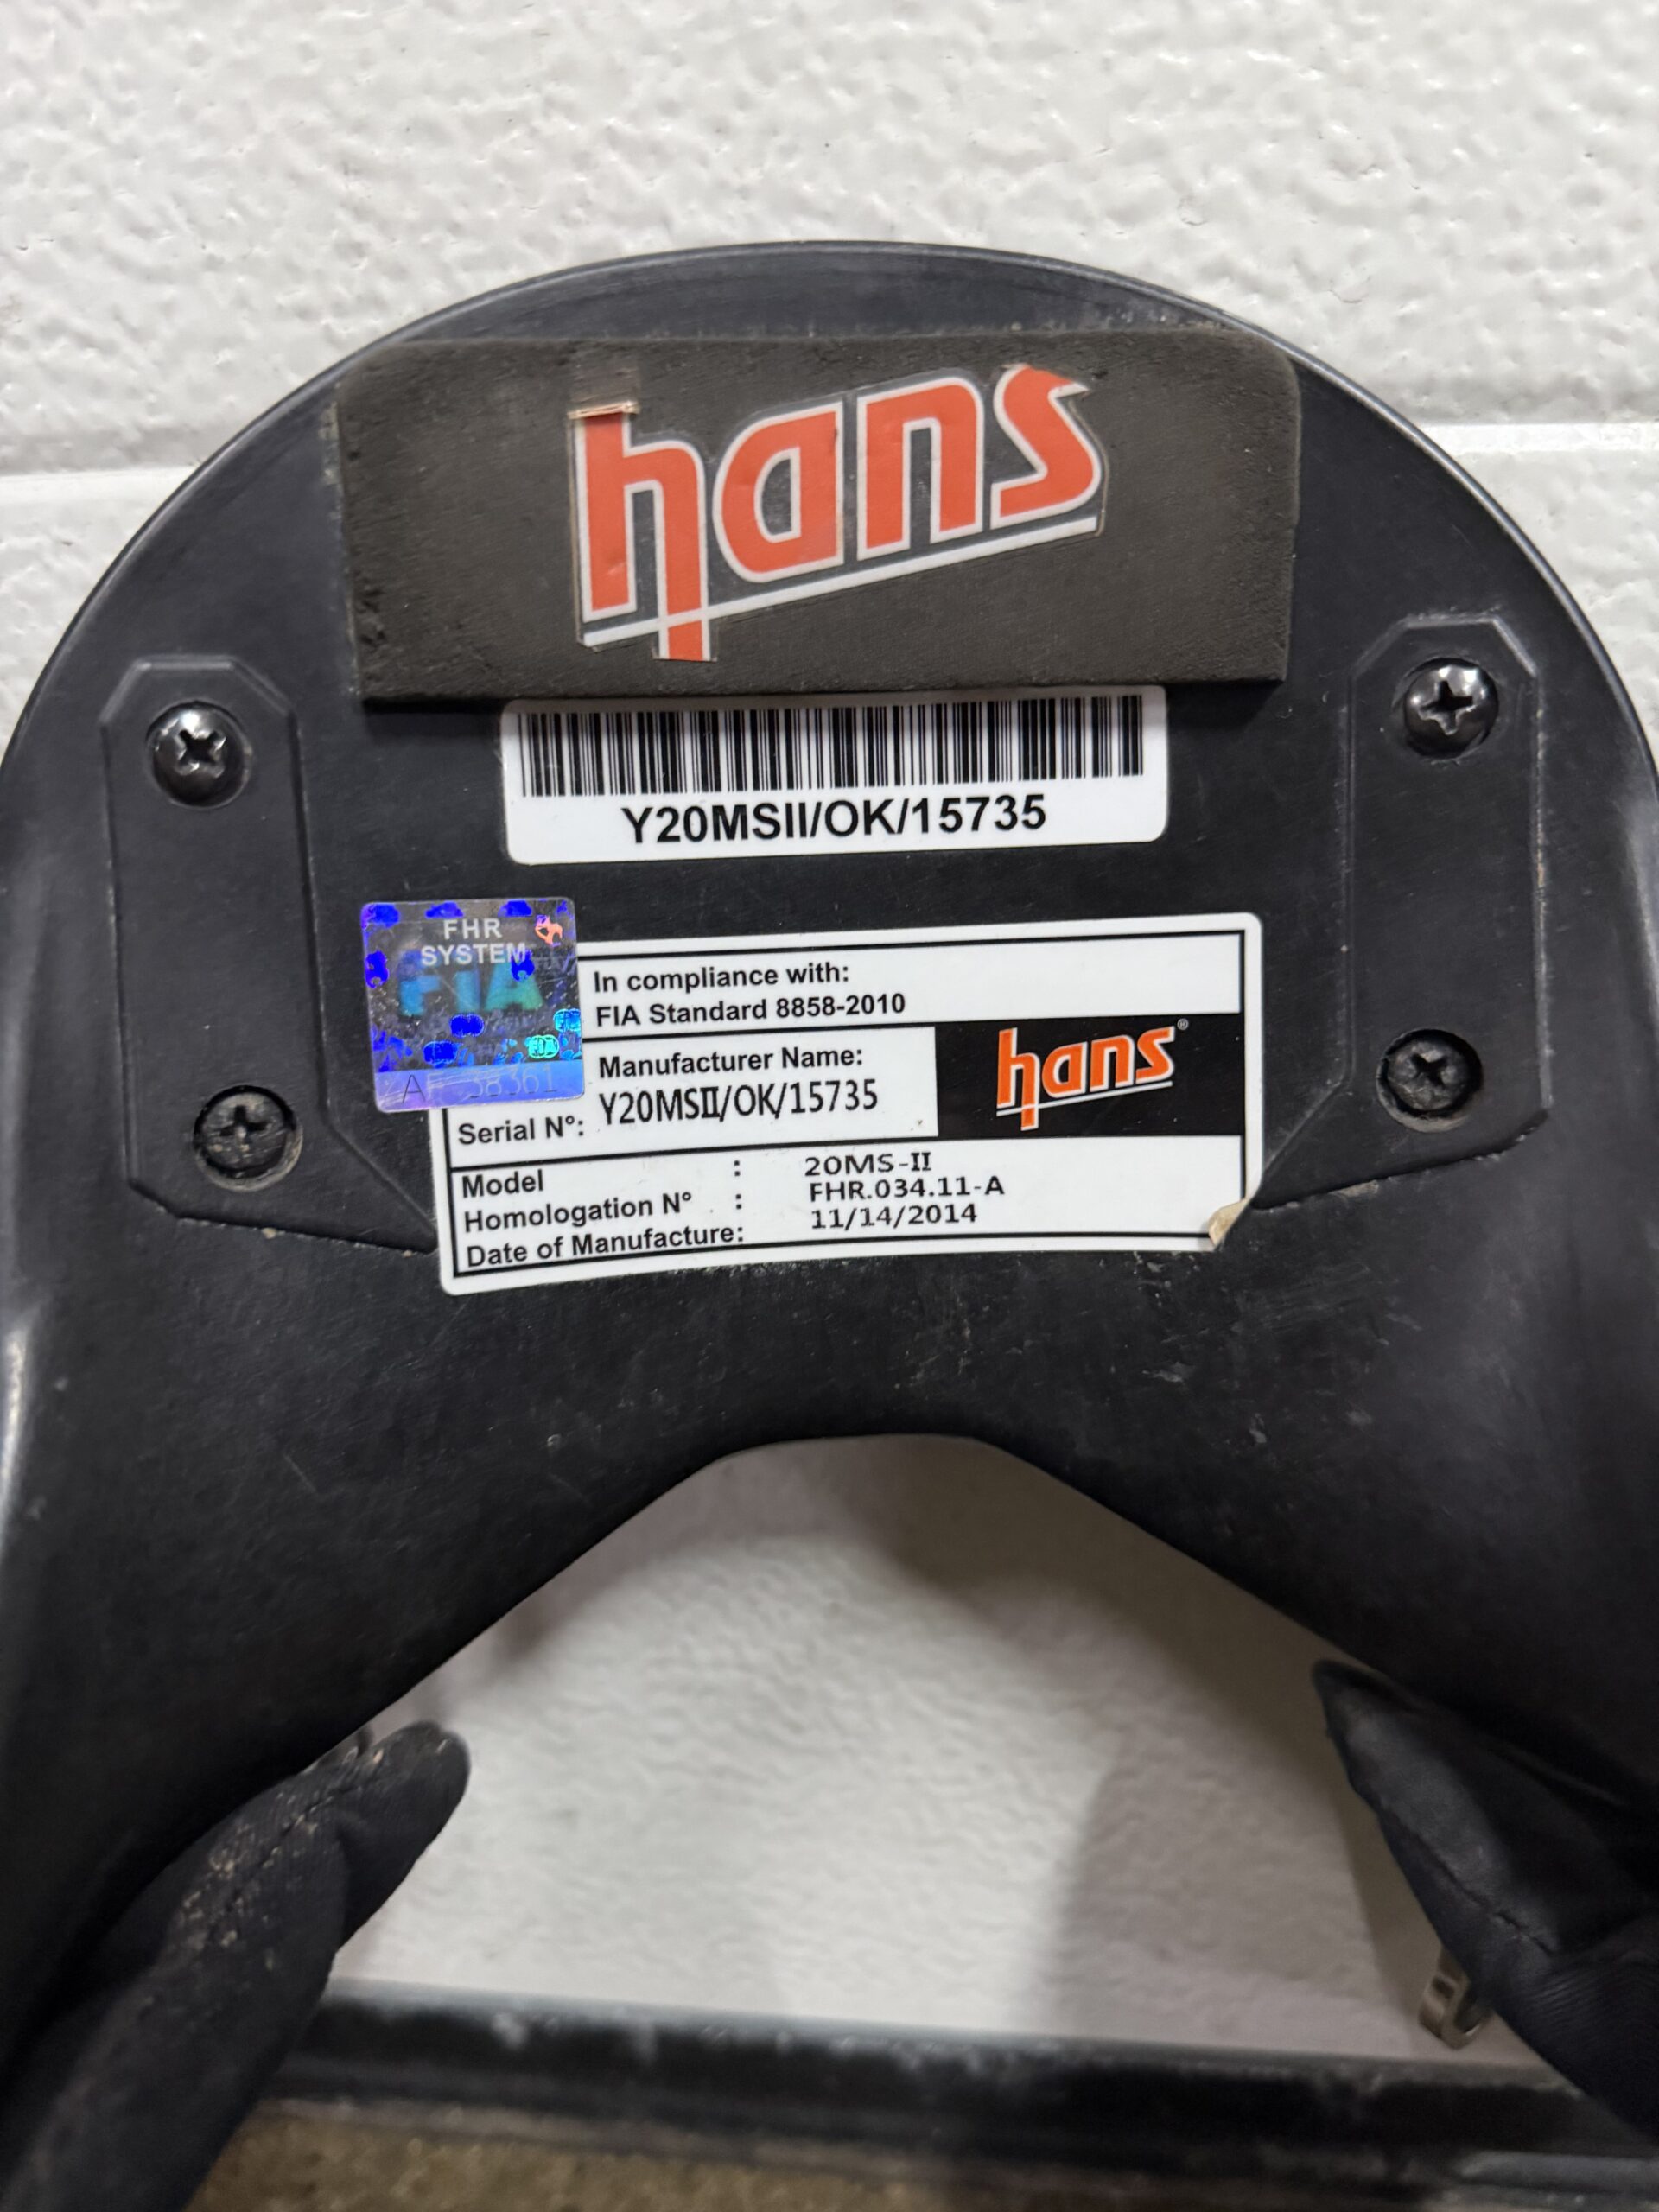 hans
Y20MSII/OK/15735
FHR
SYSTEM
FIA
In compliance with:
FIA Standard 8858-2010
Manufacturer Name:
hans®
Serial N°: Y20MSII/OK/15735
Model : 20MS-II
Homologation N° : FHR.034.11-A
Date of Manufacture: 11/14/2014